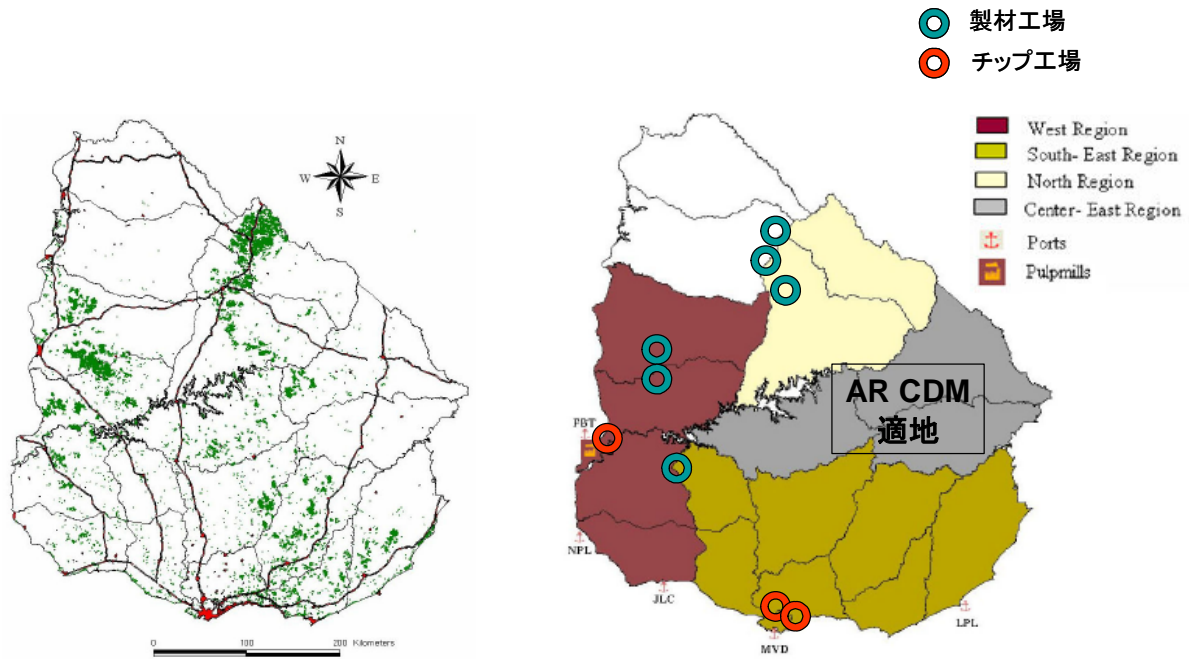 製材工場
チップ工場
N
W E
S
0 100 200 Kilometers
West Region
South- East Region
North Region
Center- East Region
Ports
Pulpmills
AR CDM
適地
FBT
NPL
JLC
MVD
LPL